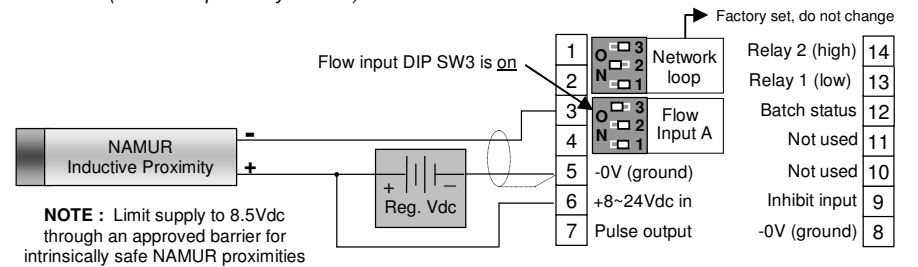 Factory set, do not change
Flow input DIP SW3 is on
1
2
3
4
5
6
7
O
N
3
2
1
Network
loop
O
N
3
2
1
Flow
Input A
-0V (ground)
+8~24Vdc in
Pulse output
Relay 2 (high) 14
Relay 1 (low) 13
Batch status 12
Not used 11
Not used 10
Inhibit input 9
-0V (ground) 8
NAMUR
Inductive Proximity
-
+
+ –
Reg. Vdc
NOTE : Limit supply to 8.5Vdc
through an approved barrier for
intrinsically safe NAMUR proximities